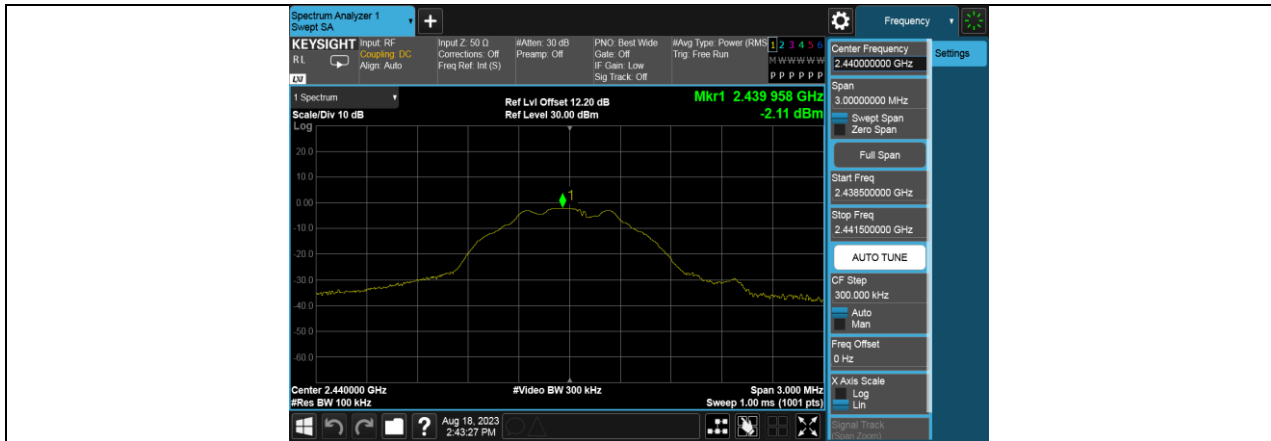 Spectrum Analyzer 1
Swept SA
+
Frequency
KEYSIGHT
RL
LXI
Input: RF
Coupling: DC
Align: Auto
Input Z: 50 Ω
Corrections: Off
Freq Ref: Int (S)
#Atten: 30 dB
Preamp: Off
PNO: Best Wide
Gate: Off
IF Gain: Low
Sig Track: Off
#Avg Type: Power (RMS
Trig: Free Run
1 2 3 4 5 6
M W W W W W
P P P P P P
1 Spectrum
Scale/Div 10 dB
Log
Ref Lvl Offset 12.20 dB
Ref Level 30.00 dBm
Mkr1 2.439 958 GHz
-2.11 dBm
20.0
10.0
0.00
-10.0
-20.0
-30.0
-40.0
-50.0
-60.0
1
Center 2.440000 GHz
#Res BW 100 kHz
#Video BW 300 kHz
Span 3.000 MHz
Sweep 1.00 ms (1001 pts)
?
Aug 18, 2023
2:43:27 PM
Center Frequency
2.440000000 GHz
Span
3.00000000 MHz
Swept Span
Zero Span
Full Span
Start Freq
2.438500000 GHz
Stop Freq
2.441500000 GHz
AUTO TUNE
CF Step
300.000 kHz
Auto
Man
Freq Offset
0 Hz
X Axis Scale
Log
Lin
Signal Track
(Span Zoom)
Settings